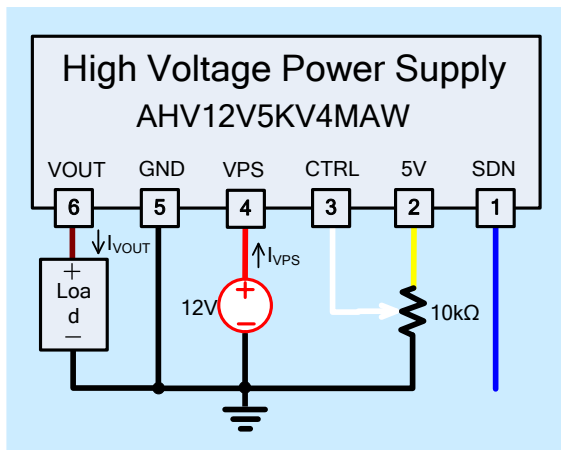 High Voltage Power Supply
AHV12V5KV4MAW
VOUT GND VPS CTRL 5V SDN
6 5 4 3 2 1
↓IVOUT ↑IVPS
+
Loa
d
−
12V
+
−
10kΩ